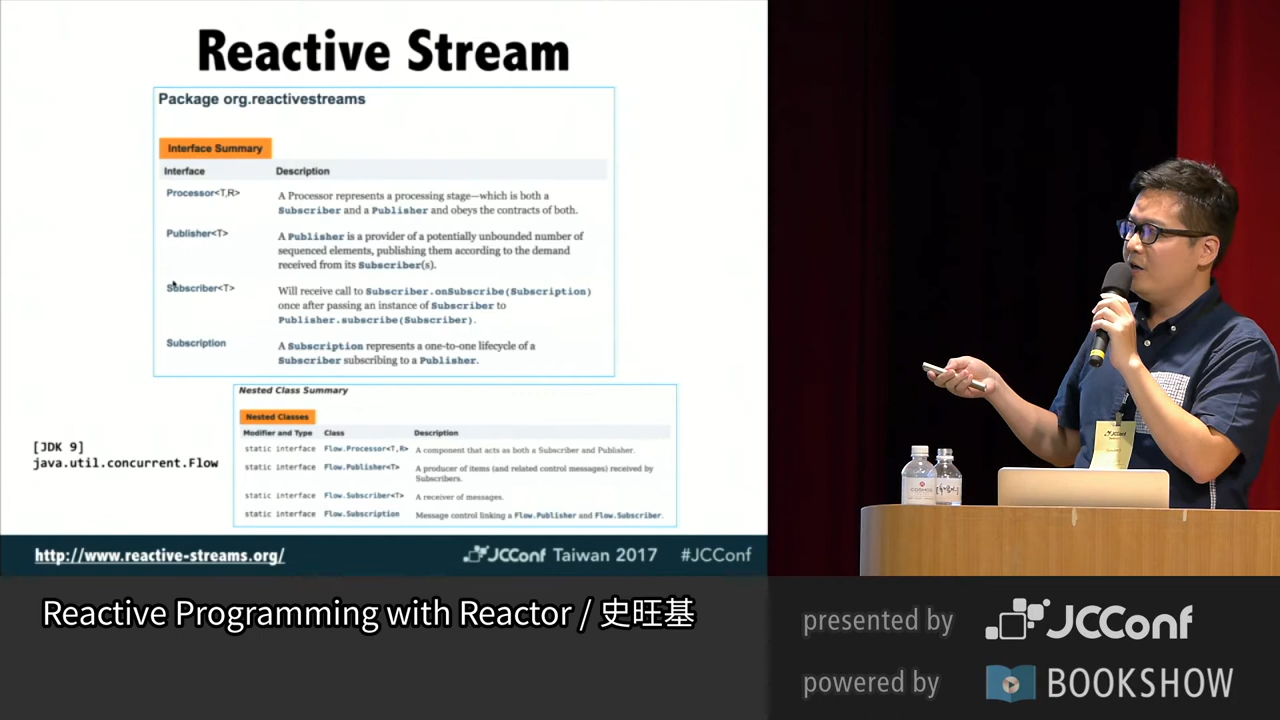 Reactive Stream
Package org.reactivestreams
Interface Summary
Interface Description
Processor<T,R> A Processor represents a processing stage—which is both a
Subscriber and a Publisher and obeys the contracts of both.
Publisher<T> A Publisher is a provider of a potentially unbounded number of
sequenced elements, publishing them according to the demand
received from its Subscriber(s).
Subscriber<T> Will receive call to Subscriber.onSubscribe(Subscription)
once after passing an instance of Subscriber to
Publisher.subscribe(Subscriber).
Subscription A Subscription represents a one-to-one lifecycle of a
Subscriber subscribing to a Publisher.
Nested Class Summary
Nested Classes
Modifier and Type Class Description
static interface Flow.Processor<T,R> A component that acts as both a Subscriber and Publisher.
static interface Flow.Publisher<T> A producer of items (and related control messages) received by
Subscribers.
static interface Flow.Subscriber<T> A receiver of messages.
static interface Flow.Subscription Message control linking a Flow.Publisher and Flow.Subscriber.
[JDK 9]
java.util.concurrent.Flow
http://www.reactive-streams.org/
JCConf Taiwan 2017 #JCConf
JCConf
COSMOS
Reactive Programming with Reactor / 史旺基
presented by JCConf
powered by BOOKSHOW